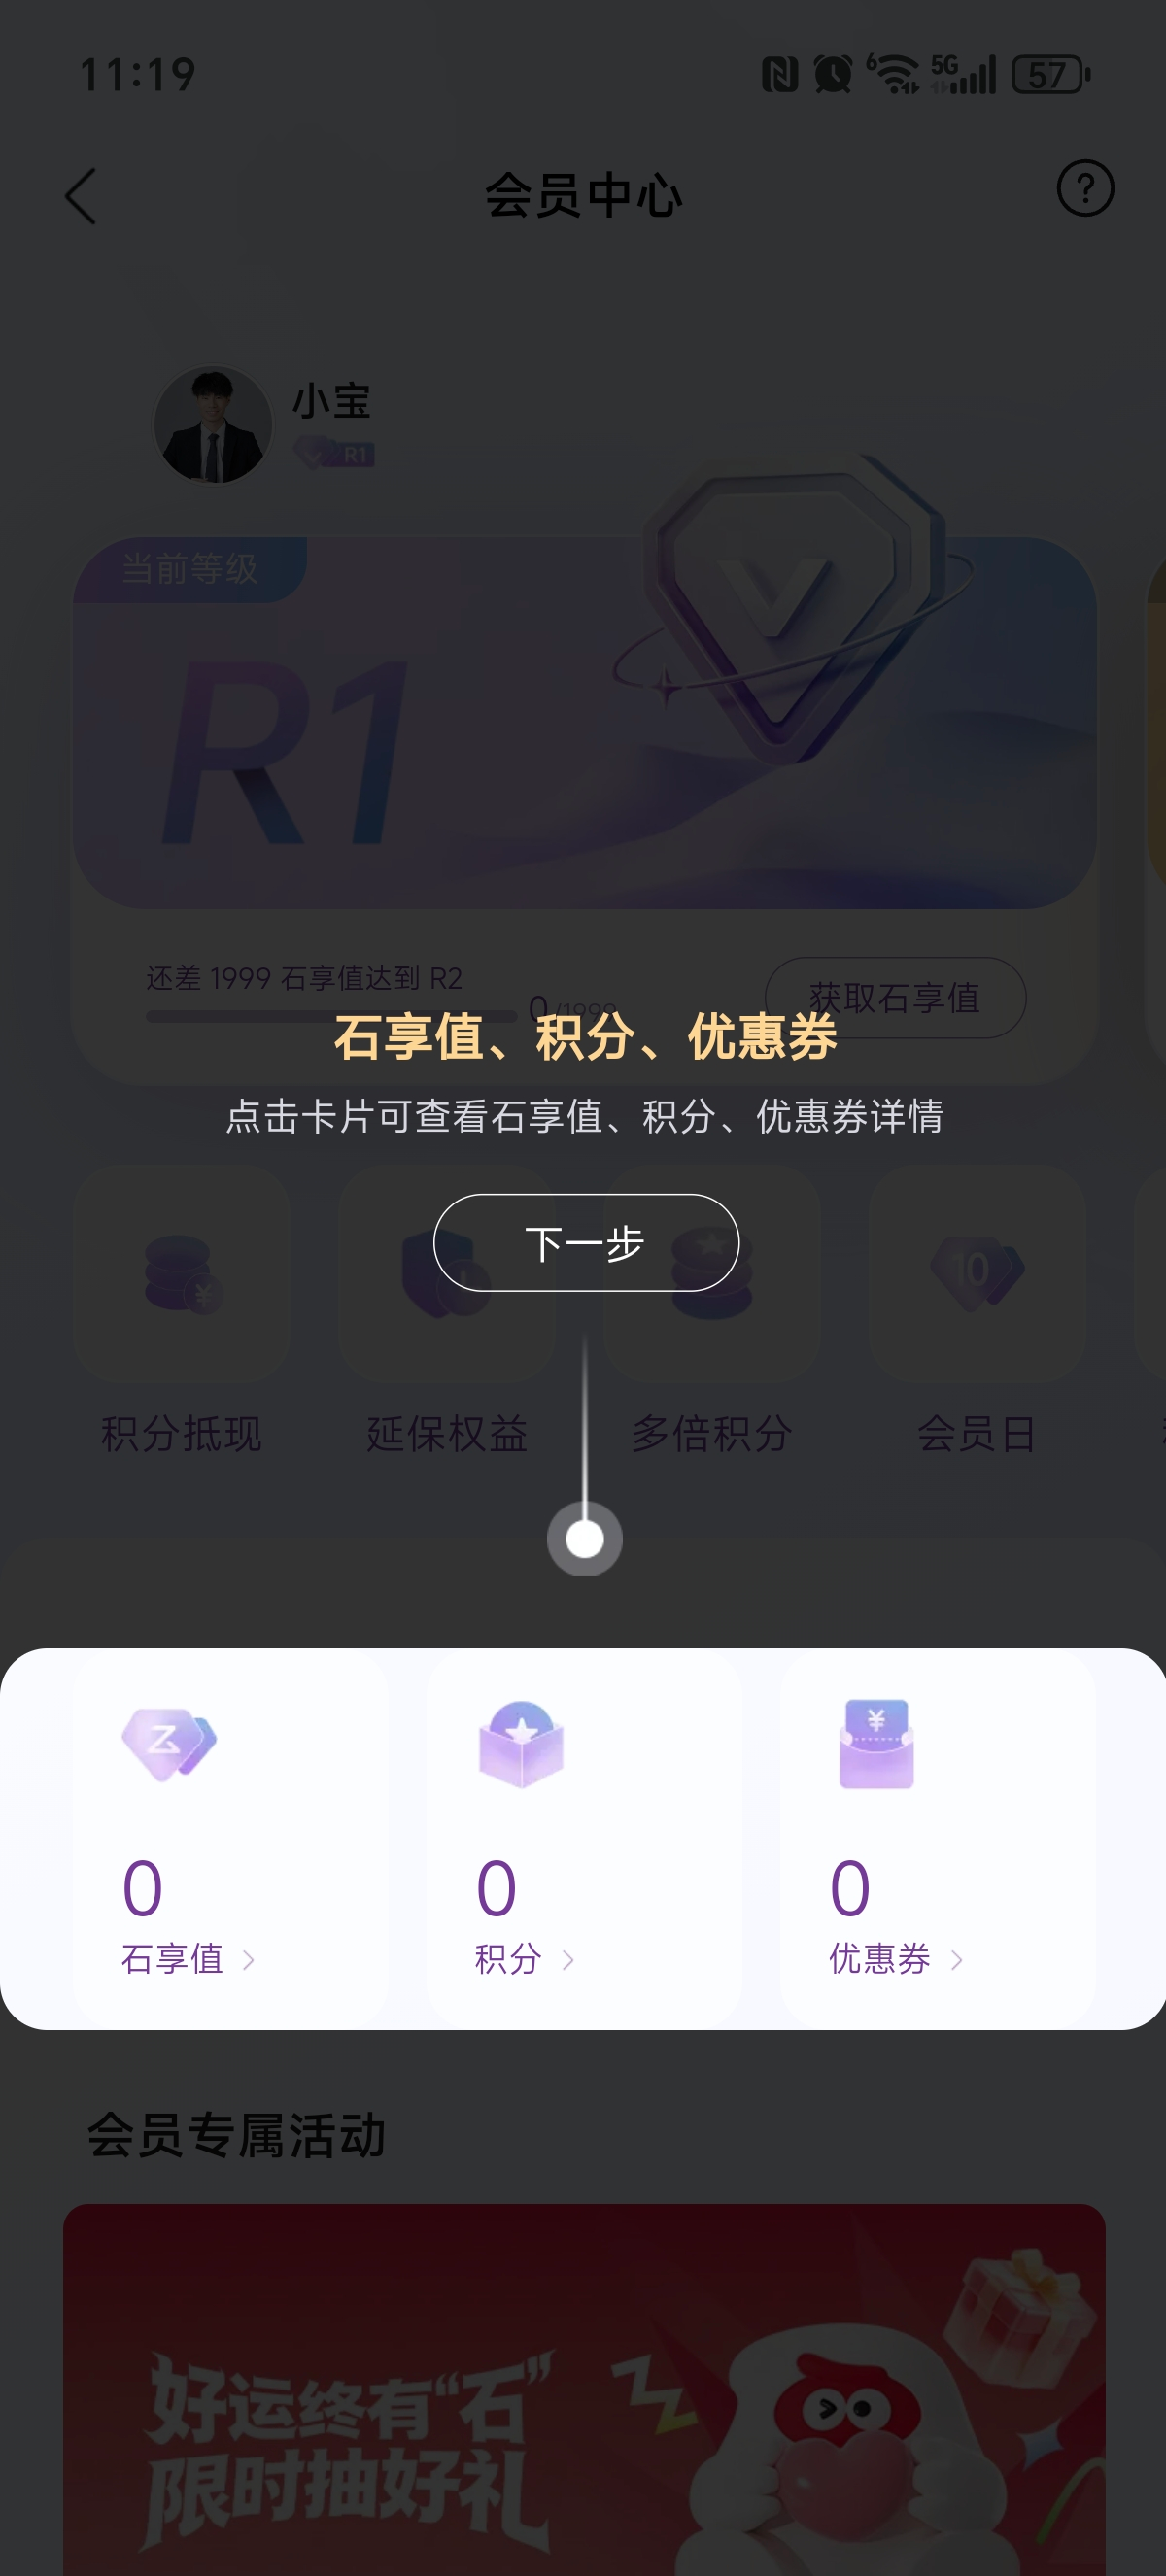 11:19
6
5G
57
会员中心
?
小宝
R1
当前等级
R1
还差 1999 石享值达到 R2
0/1999
获取石享值
石享值、积分、优惠券
点击卡片可查看石享值、积分、优惠券详情
下一步
¥
10
积分抵现
延保权益
多倍积分
会员日
¥
0
0
0
石享值
积分
优惠券
会员专属活动
好运终有“石”
限时抽好礼